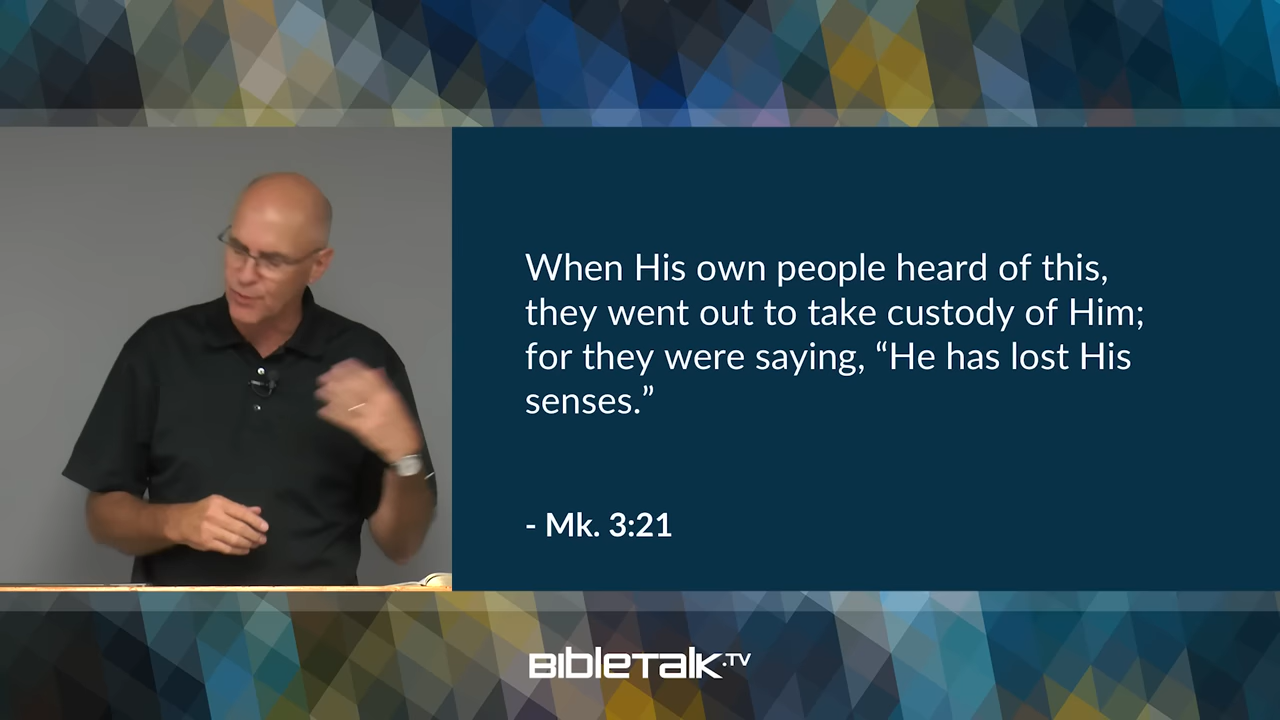 When His own people heard of this,
they went out to take custody of Him;
for they were saying, “He has lost His
senses.”
- Mk. 3:21
BibleTalk.TV